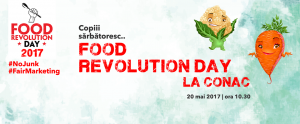 FOOD
REVOLUTION
DAY
2017
#NoJunk
#FairMarketing
Copiii
sărbătoresc..
FOOD
REVOLUTION DAY
LA CONAC
20 mai 2017 | ora 10.30